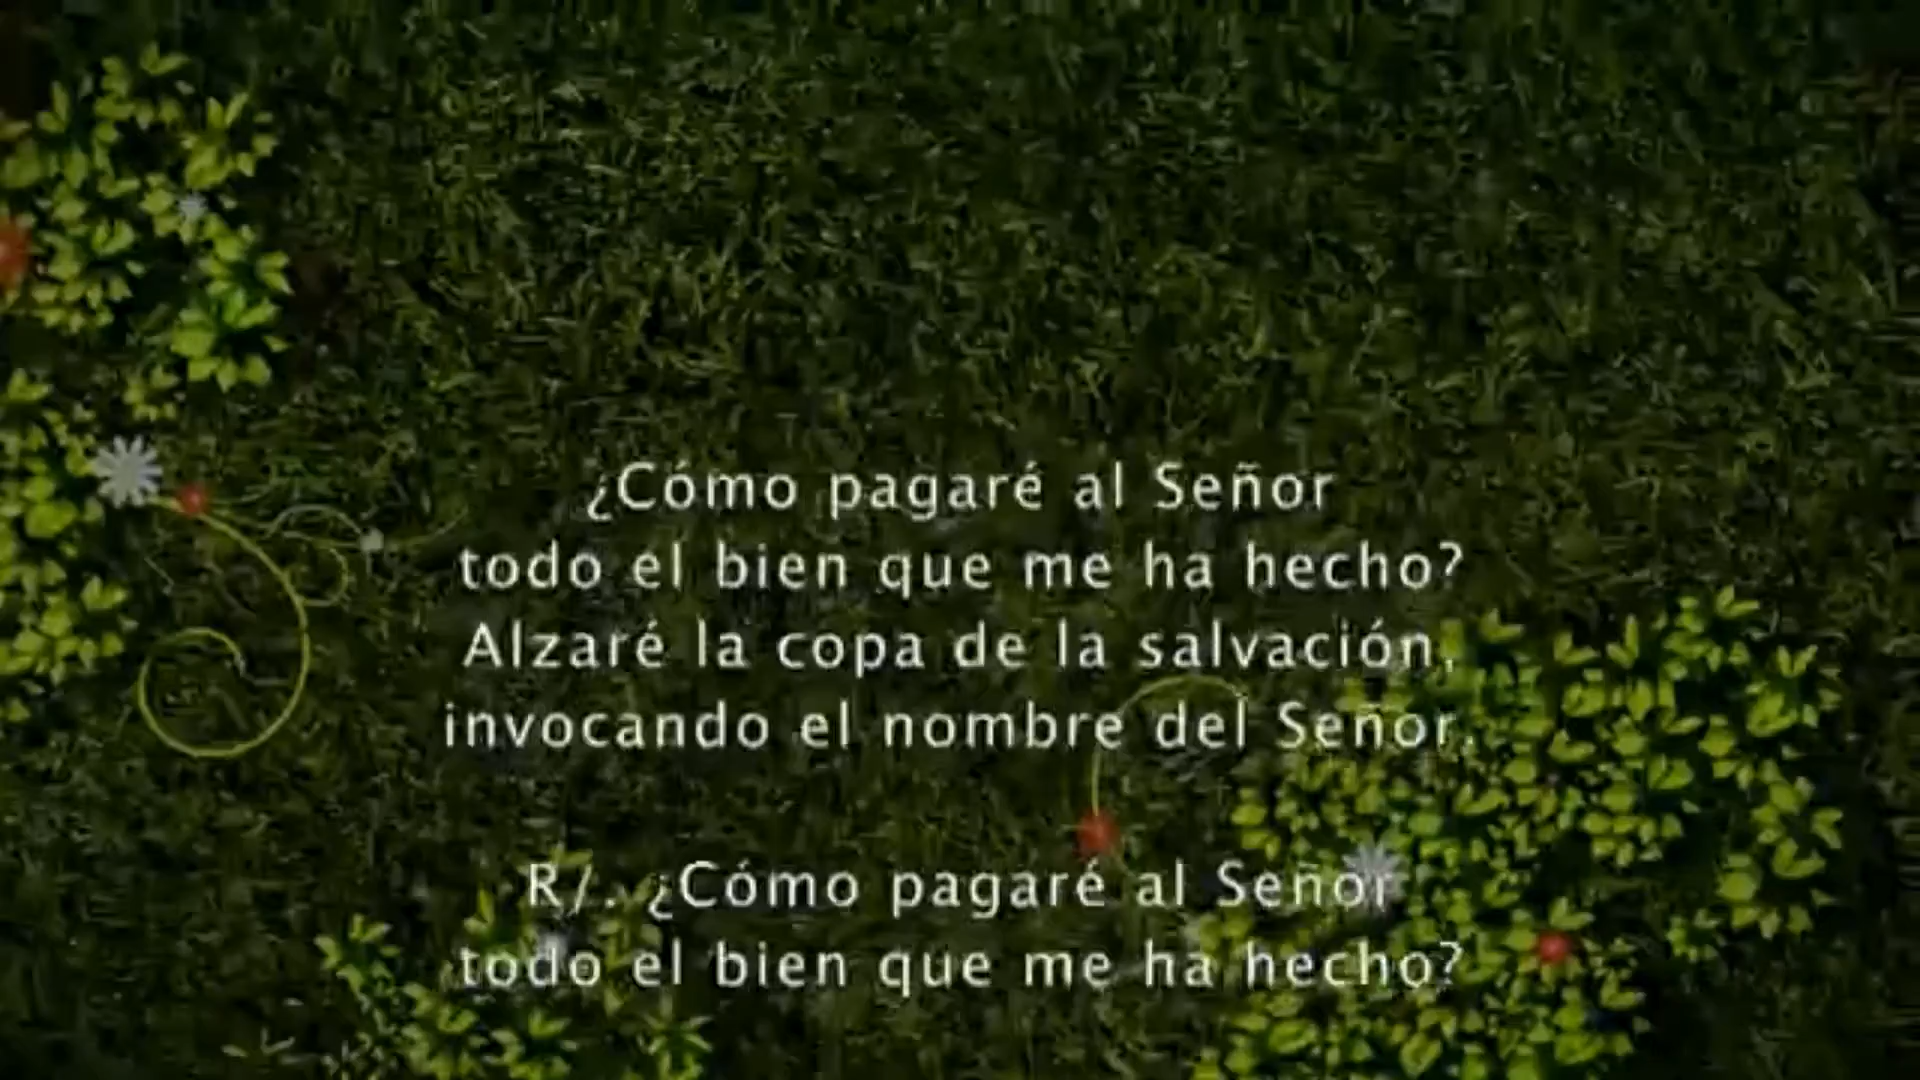 ¿Cómo pagaré al Señor
todo el bien que me ha hecho?
Alzaré la copa de la salvación,
invocando el nombre del Señor.
R/. ¿Cómo pagaré al Señor
todo el bien que me ha hecho?